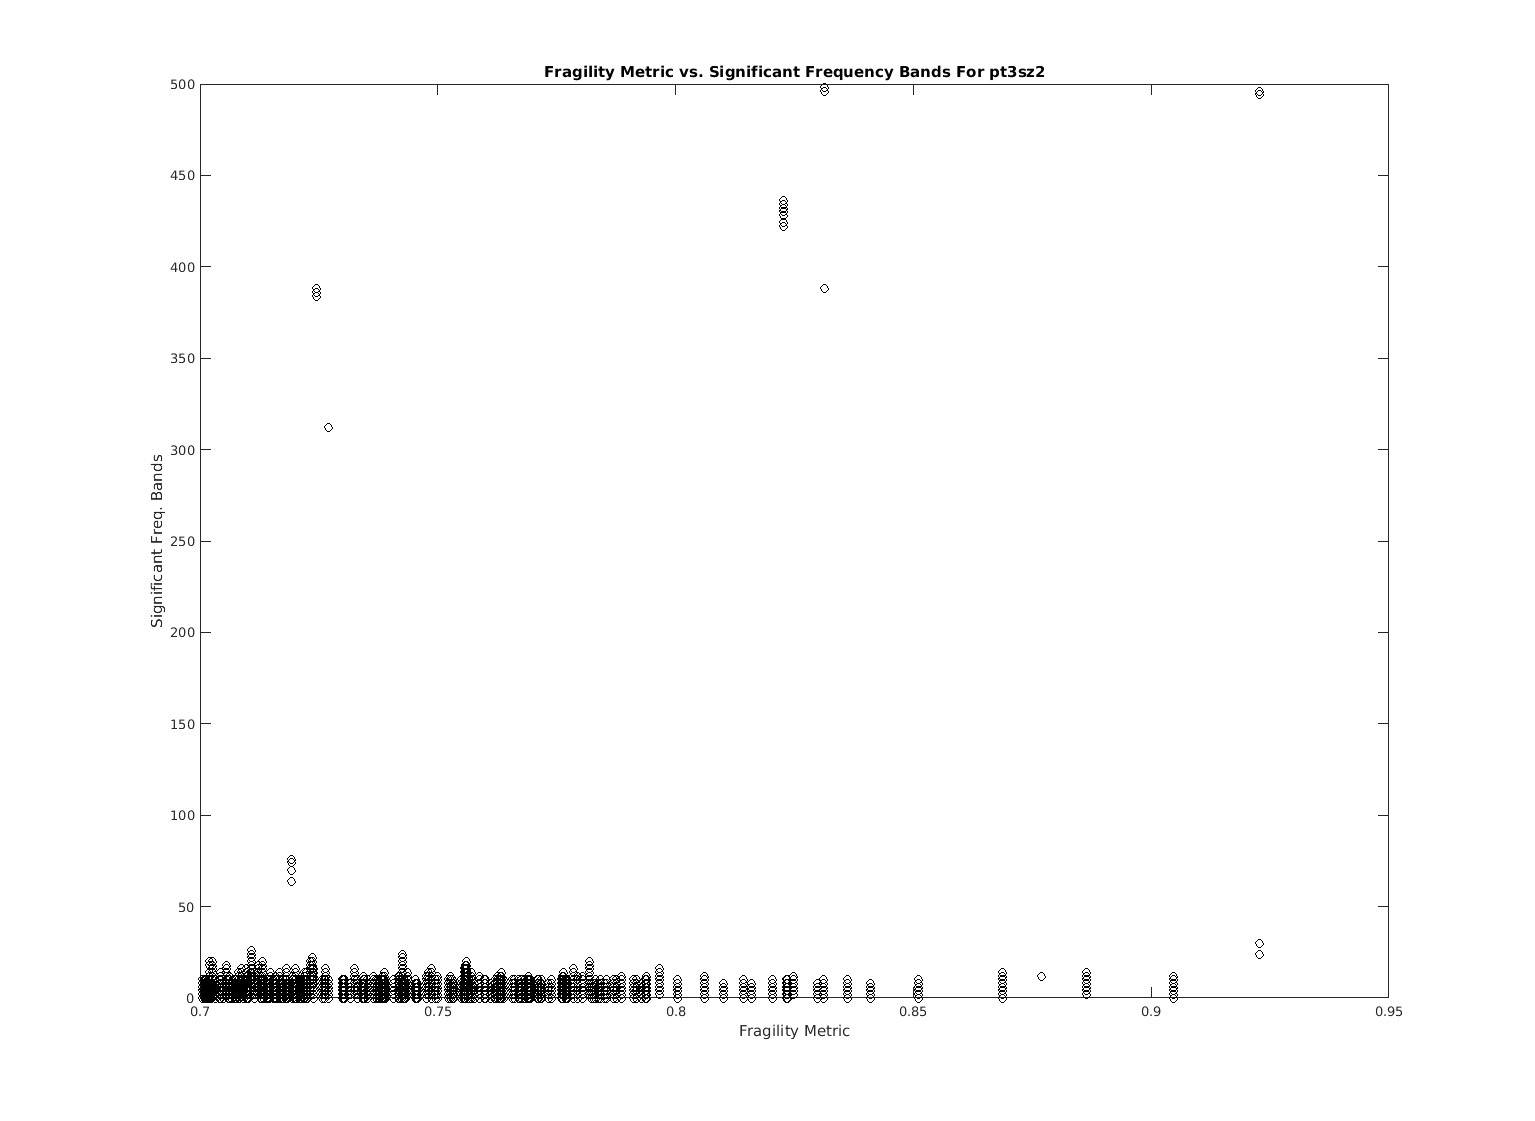 Fragility Metric vs. Significant Frequency Bands For pt3sz2
500
450
400
350
300
250
200
150
100
50
0
Significant Freq. Bands
0.7 0.75 0.8 0.85 0.9 0.95
Fragility Metric